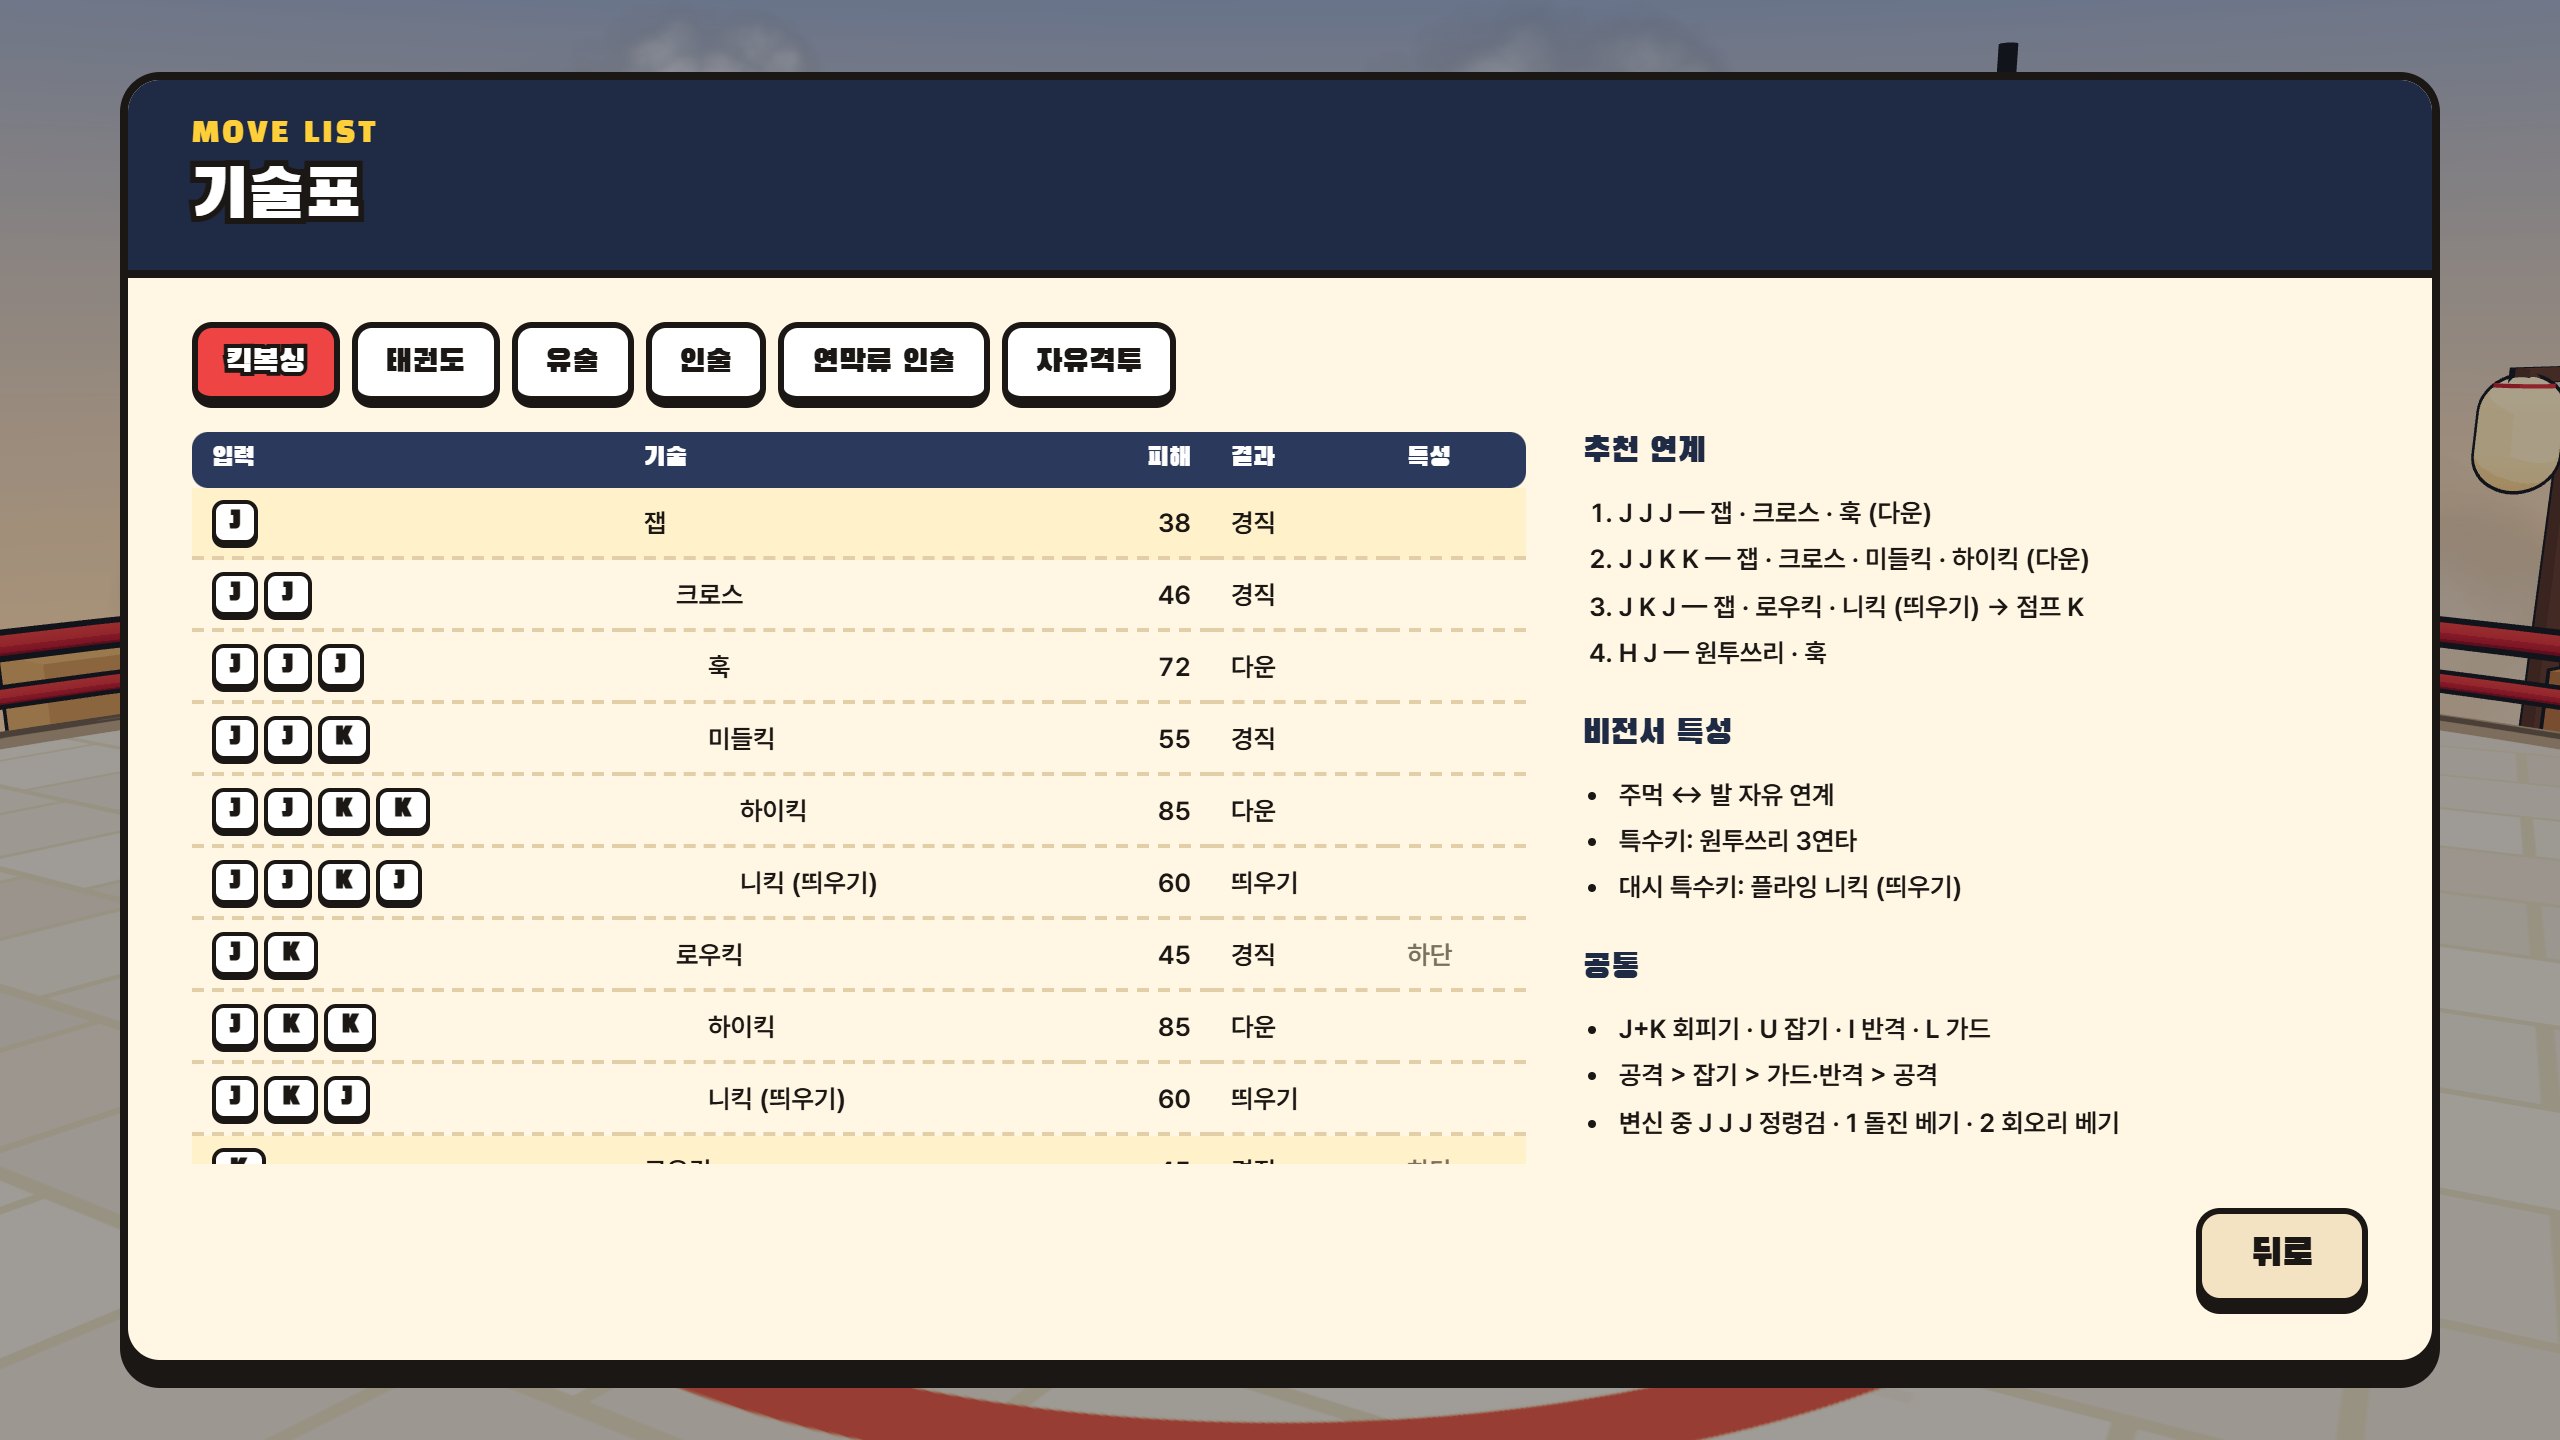 MOVE LIST
기술표
킥복싱 태권도 유술 인술 연막류 인술 자유격투
입력 기술 피해 결과 특성
J 잽 38 경직
J J 크로스 46 경직
J J J 훅 72 다운
J J K 미들킥 55 경직
J J K K 하이킥 85 다운
J J K J 니킥 (띄우기) 60 띄우기
J K 로우킥 45 경직 하단
J K K 하이킥 85 다운
J K J 니킥 (띄우기) 60 띄우기
추천 연계
1. J J J — 잽 · 크로스 · 훅 (다운)
2. J J K K — 잽 · 크로스 · 미들킥 · 하이킥 (다운)
3. J K J — 잽 · 로우킥 · 니킥 (띄우기) → 점프 K
4. H J — 원투쓰리 · 훅
비전서 특성
• 주먹 ↔ 발 자유 연계
• 특수키: 원투쓰리 3연타
• 대시 특수키: 플라잉 니킥 (띄우기)
공통
• J+K 회피기 · U 잡기 · I 반격 · L 가드
• 공격 > 잡기 > 가드·반격 > 공격
• 변신 중 J J J 정령검 · 1 돌진 베기 · 2 회오리 베기
뒤로